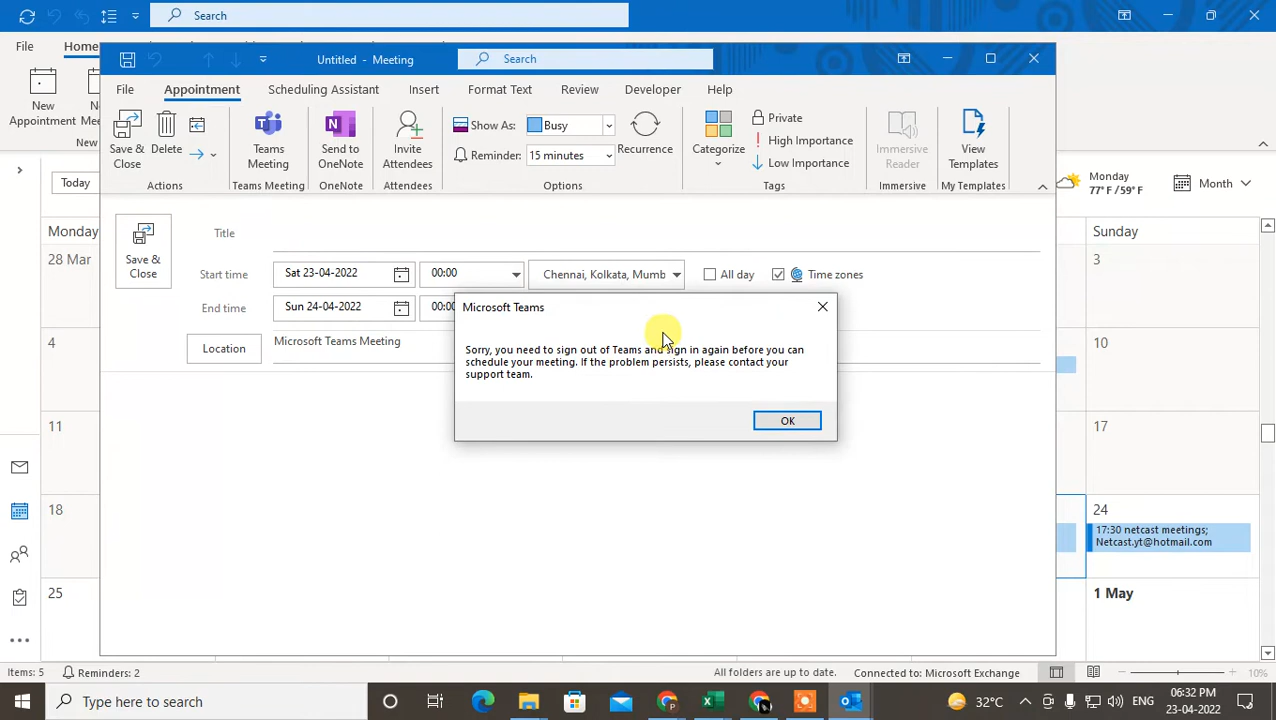 Search
File
Home
Untitled - Meeting
Search
File
Appointment
Scheduling Assistant
Insert
Format Text
Review
Developer
Help
New
Appointment
Save &
Close
Delete
Teams
Meeting
Send to
OneNote
Invite
Attendees
Show As:
Busy
Reminder:
15 minutes
Recurrence
Categorize
Private
High Importance
Low Importance
Immersive
Reader
View
Templates
New
Actions
Teams Meeting
OneNote
Attendees
Options
Tags
Immersive
My Templates
Today
Monday
77° F / 59° F
Month
Save &
Close
Title
Start time
Sat 23-04-2022
00:00
Chennai, Kolkata, Mumb
All day
Time zones
End time
Sun 24-04-2022
00:00
Location
Microsoft Teams Meeting
Microsoft Teams
Sorry, you need to sign out of Teams and sign in again before you can
schedule your meeting. If the problem persists, please contact your
support team.
OK
Monday
28 Mar
4
11
18
25
Sunday
3
10
17
24
17:30 netcast meetings;
Netcast.yt@hotmail.com
1 May
Items: 5
Reminders: 2
All folders are up to date.
Connected to: Microsoft Exchange
10%
Type here to search
32°C
ENG
06:32 PM
23-04-2022